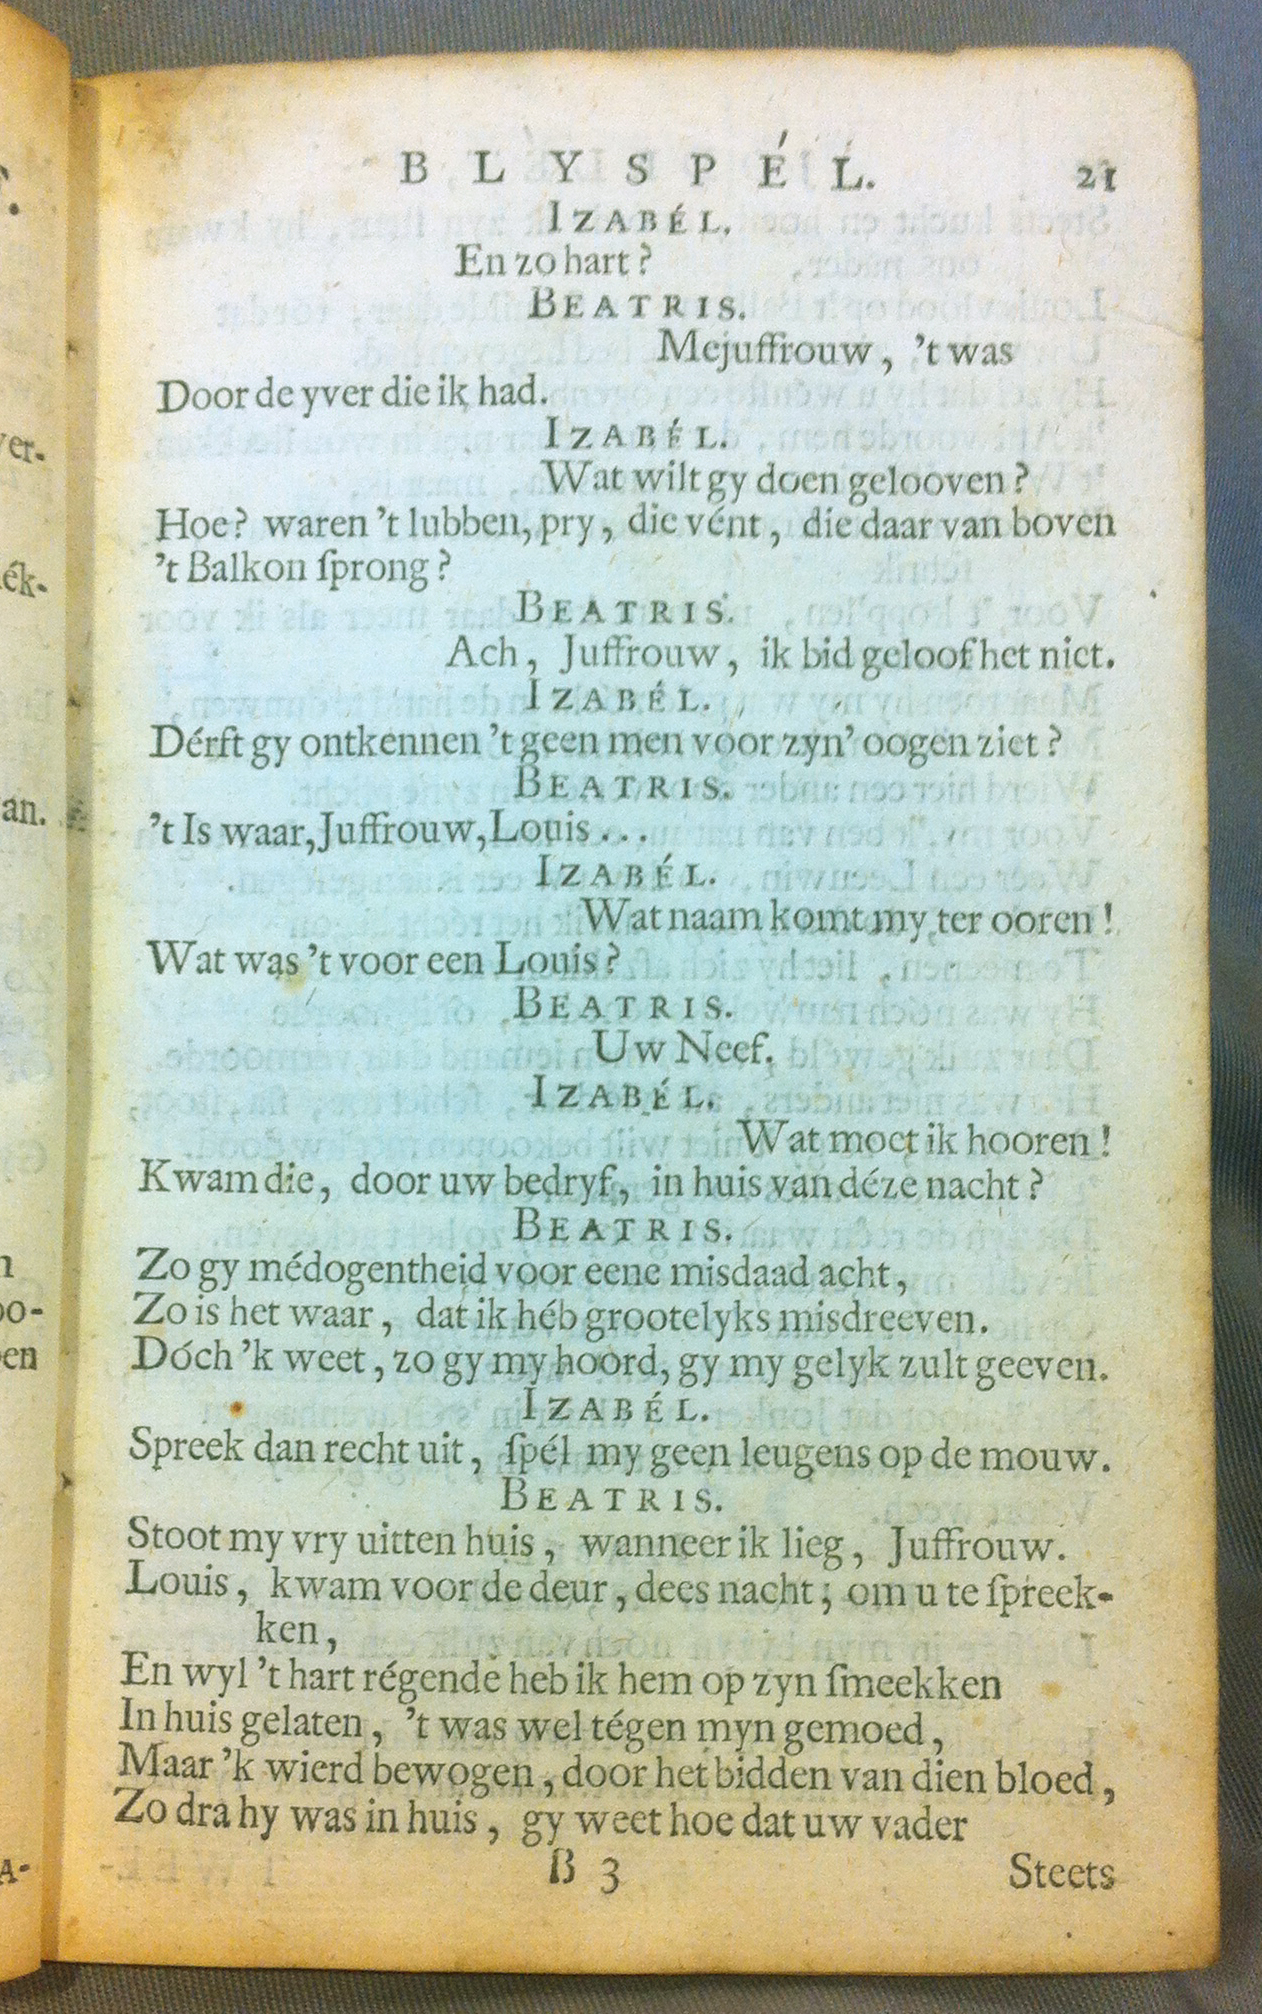 BLYSPÉL. 21
IZABÉL.
En zo hart?
BEATRIS.
Mejuffrouw, 't was
Door de yver die ik had.
IZABÉL.
Wat wilt gy doen gelooven?
Hoe? waren 't lubben, pry, die vént, die daar van boven
't Balkon ſprong?
BEATRIS.
Ach, Juffrouw, ik bid geloof het niet.
IZABÉL.
Dérft gy ontkennen 't geen men voor zyn' oogen ziet?
BEATRIS.
't Is waar, Juffrouw, Louis...
IZABÉL.
Wat naam komt my ter ooren!
Wat was 't voor een Louis?
BEATRIS.
Uw Neef.
IZABÉL.
Wat moet ik hooren!
Kwam die, door uw bedryf, in huis van déze nacht?
BEATRIS.
Zo gy médogentheid voor eene misdaad acht,
Zo is het waar, dat ik héb grootelyks misdreeven.
Dóch 'k weet, zo gy my hoord, gy my gelyk zult geeven.
IZABÉL.
Spreek dan recht uit, ſpél my geen leugens op de mouw.
BEATRIS.
Stoot my vry uitten huis, wanneer ik lieg, Juffrouw.
Louis, kwam voor de deur, dees nacht; om u te ſpreek-
ken,
En wyl 't hart régende heb ik hem op zyn ſmeekken
In huis gelaten, 't was wel tégen myn gemoed,
Maar 'k wierd bewogen, door het bidden van dien bloed,
Zo dra hy was in huis, gy weet hoe dat uw vader
B 3 Steets